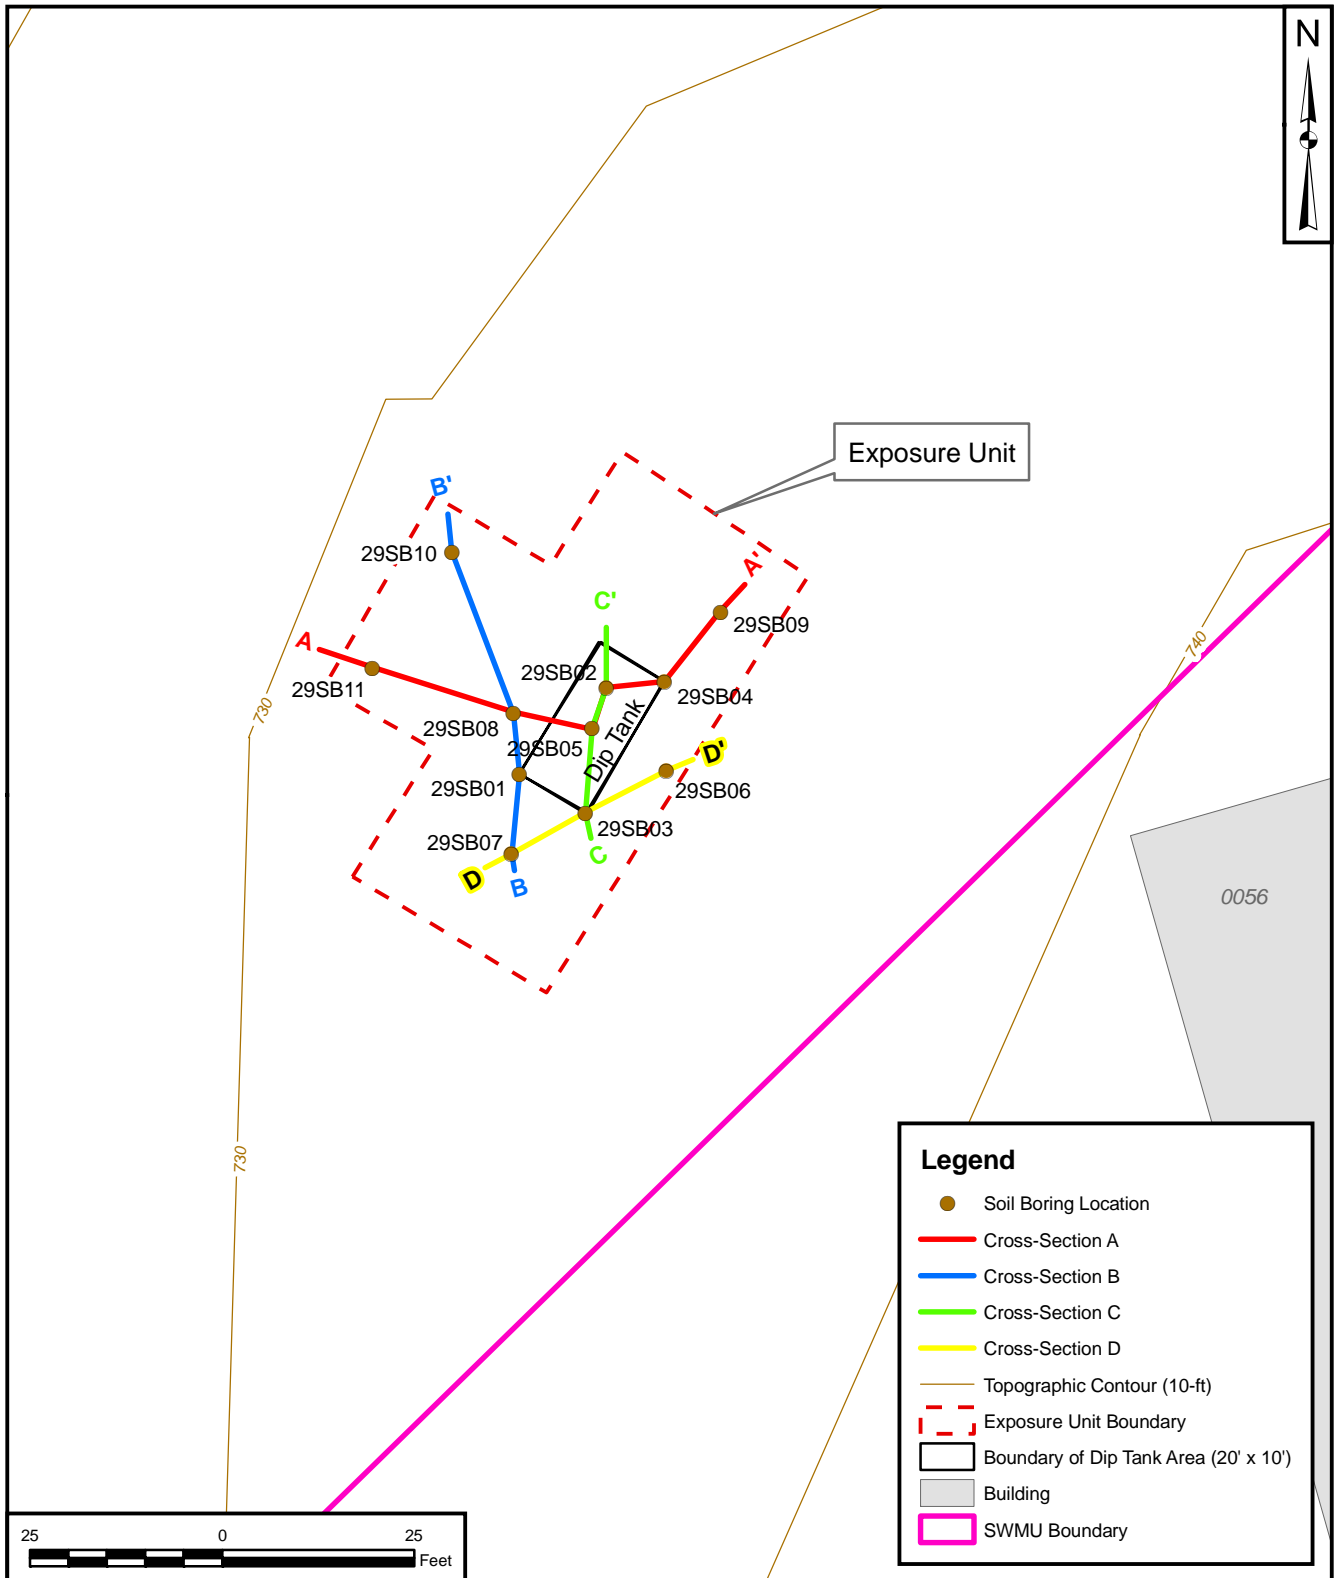 N
Exposure Unit
B'
29SB10
A'
C'
29SB09
A
29SB11
29SB02
29SB04
740
730
29SB08
29SB05
Dip Tank
D'
29SB01
29SB06
29SB03
29SB07
C
D
B
0056
730
Legend
Soil Boring Location
Cross-Section A
Cross-Section B
Cross-Section C
Cross-Section D
Topographic Contour (10-ft)
Exposure Unit Boundary
Boundary of Dip Tank Area (20' x 10')
Building
SWMU Boundary
25 0 25
Feet